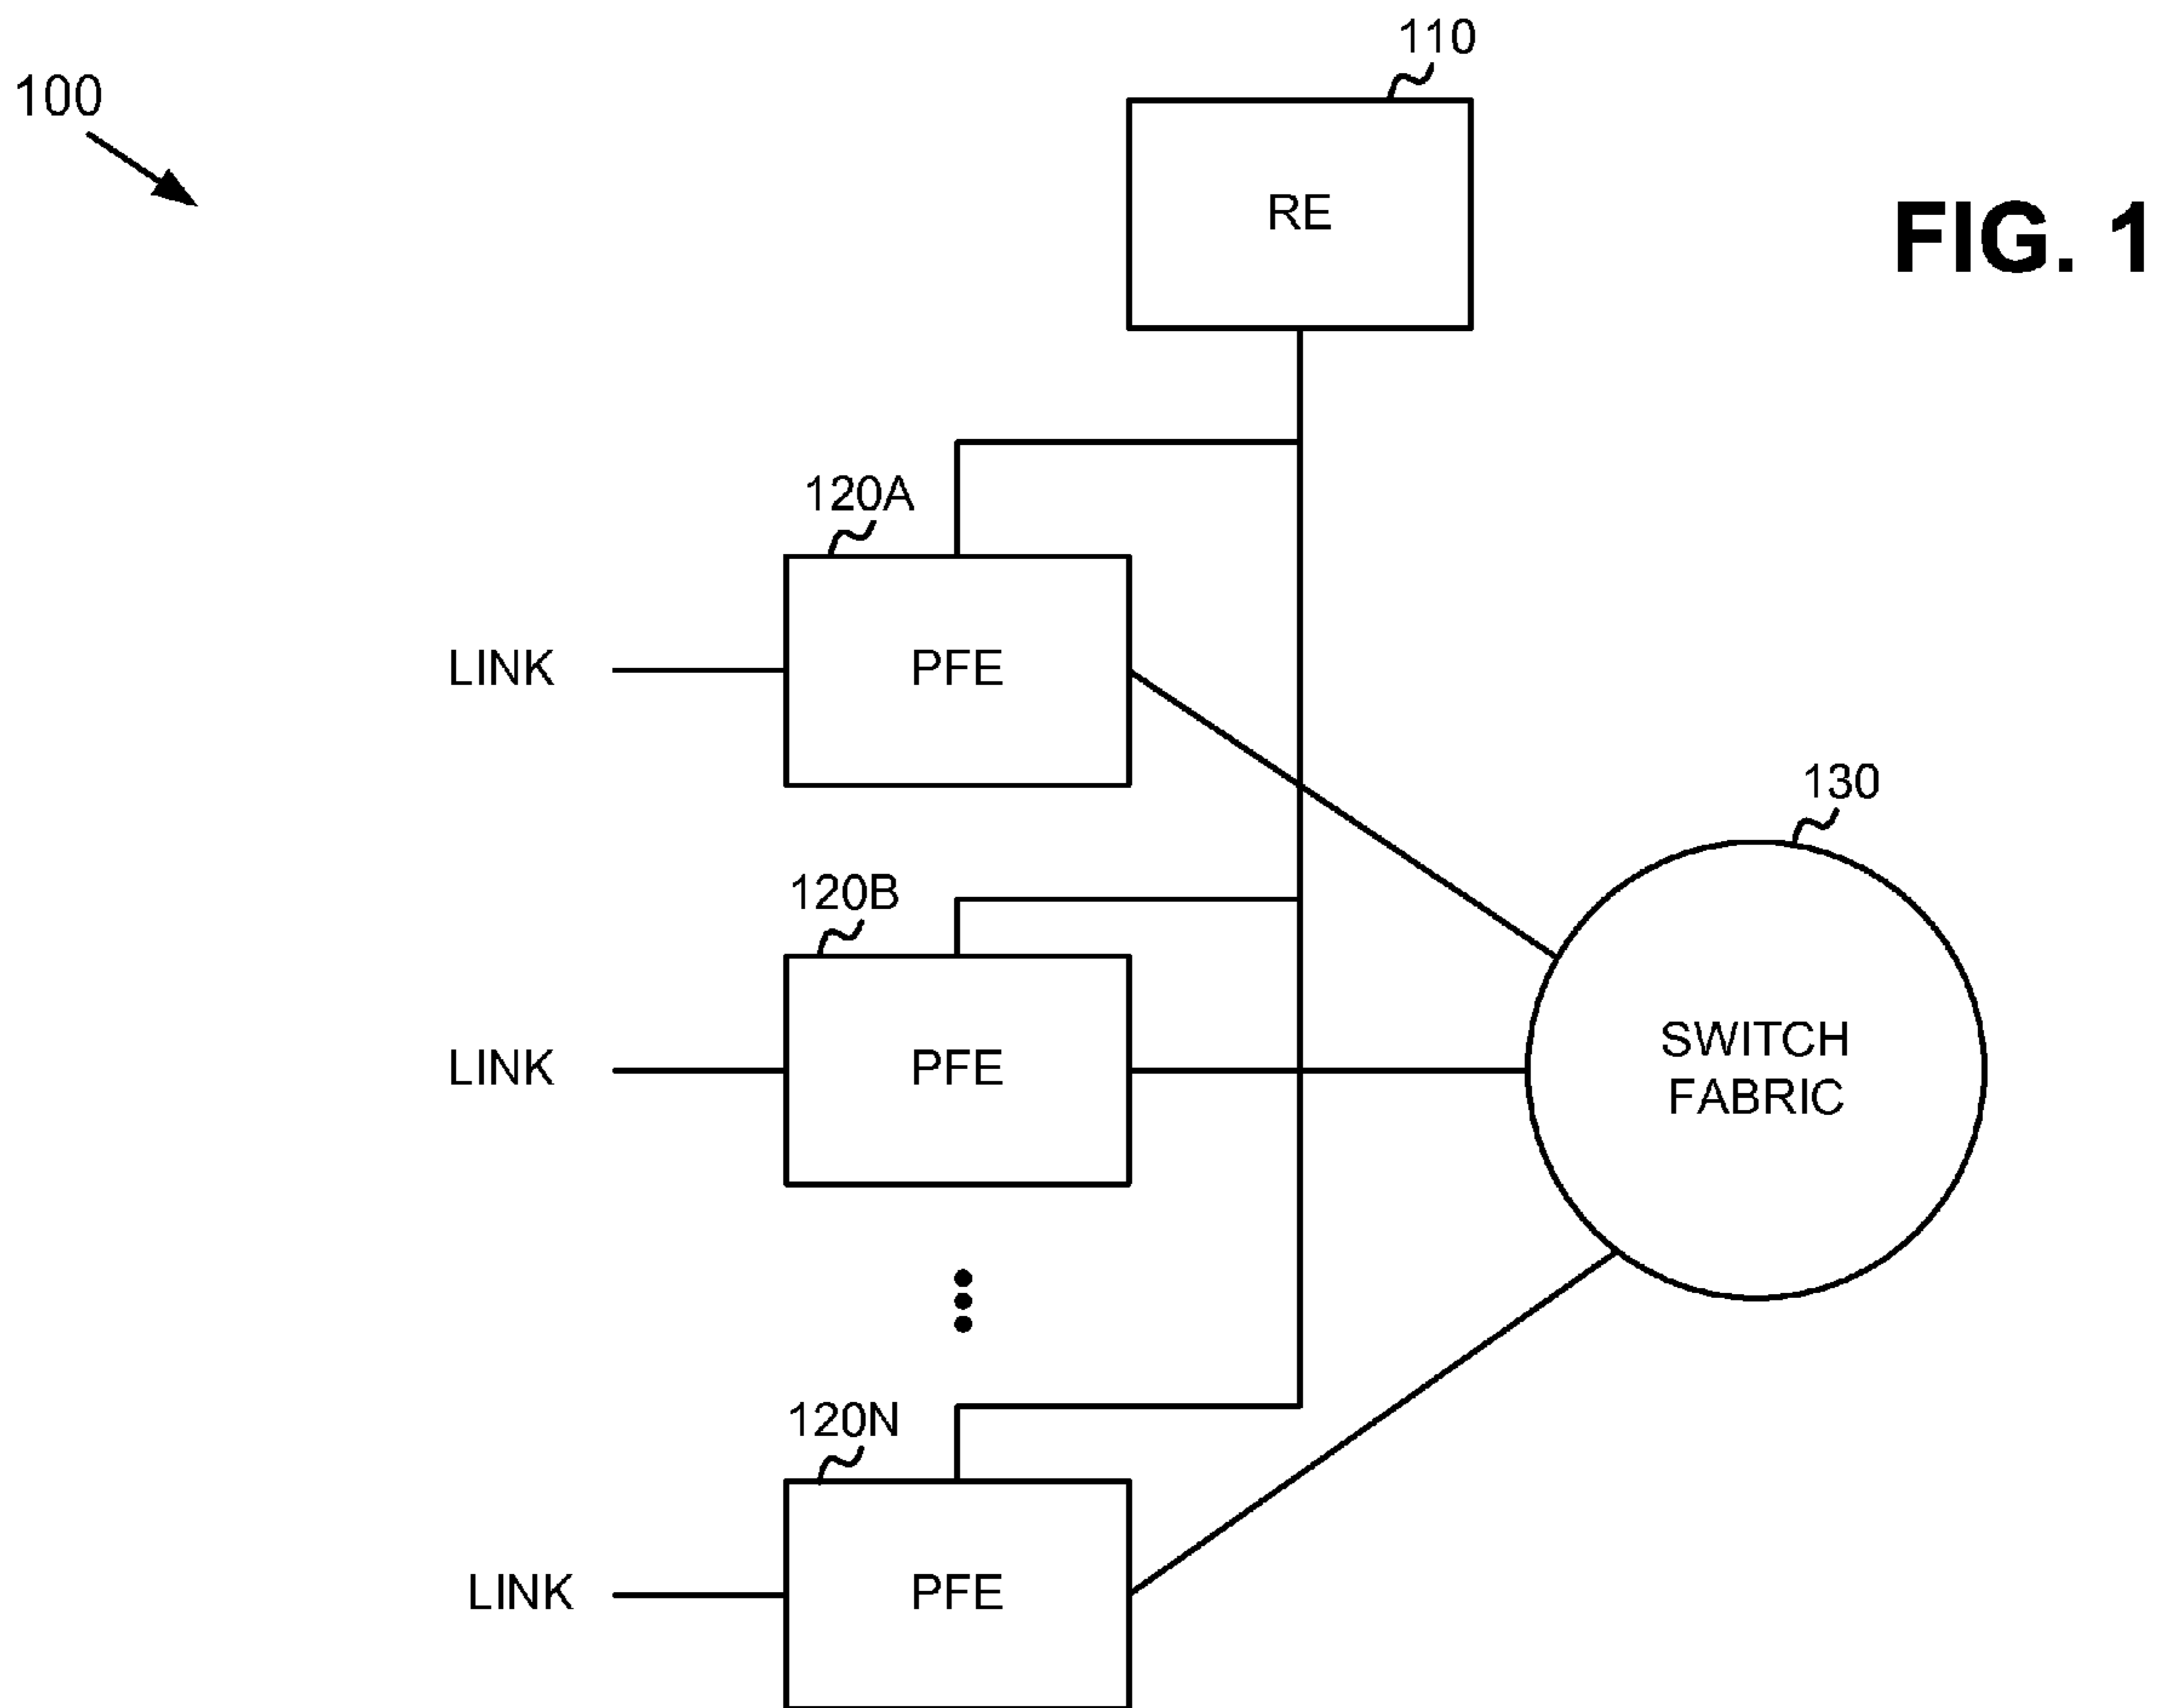 110
100
RE
FIG. 1
120A
LINK
PFE
130
120B
SWITCH
FABRIC
LINK
PFE
120N
LINK
PFE